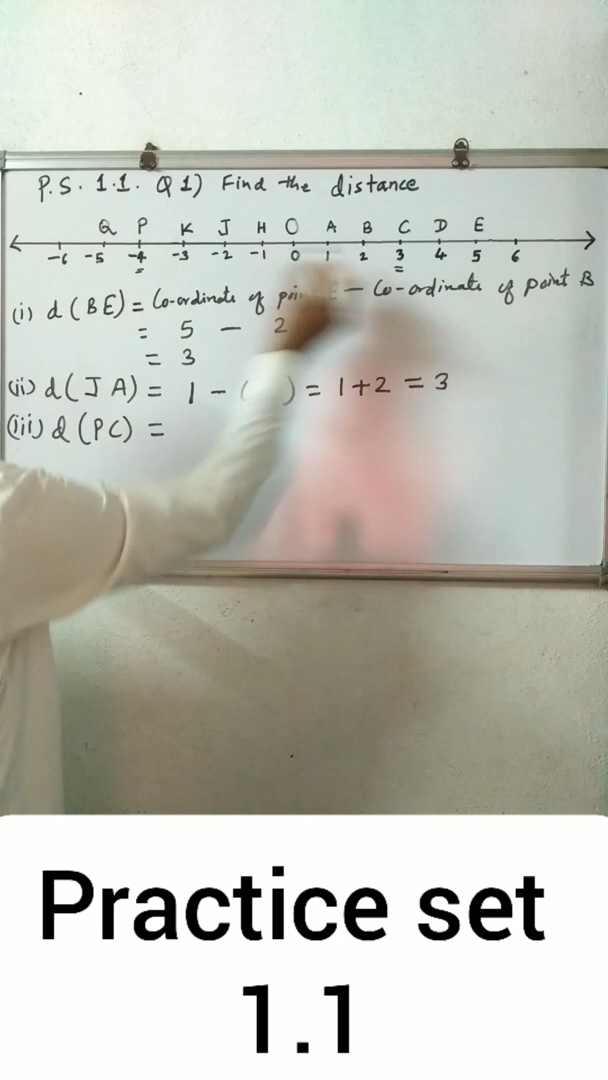 P.S. 1.1. Q 1) Find the distance
Q P K J H O A B C D E
-6 -5 -4 -3 -2 -1 0 1 2 3 4 5 6
(i) d(BE) = Co-ordinate of E - Co-ordinate of point B
= 5 - 2
= 3
(ii) d(JA) = 1 - ( ) = 1+2 = 3
(iii) d(PC) =
Practice set
1.1